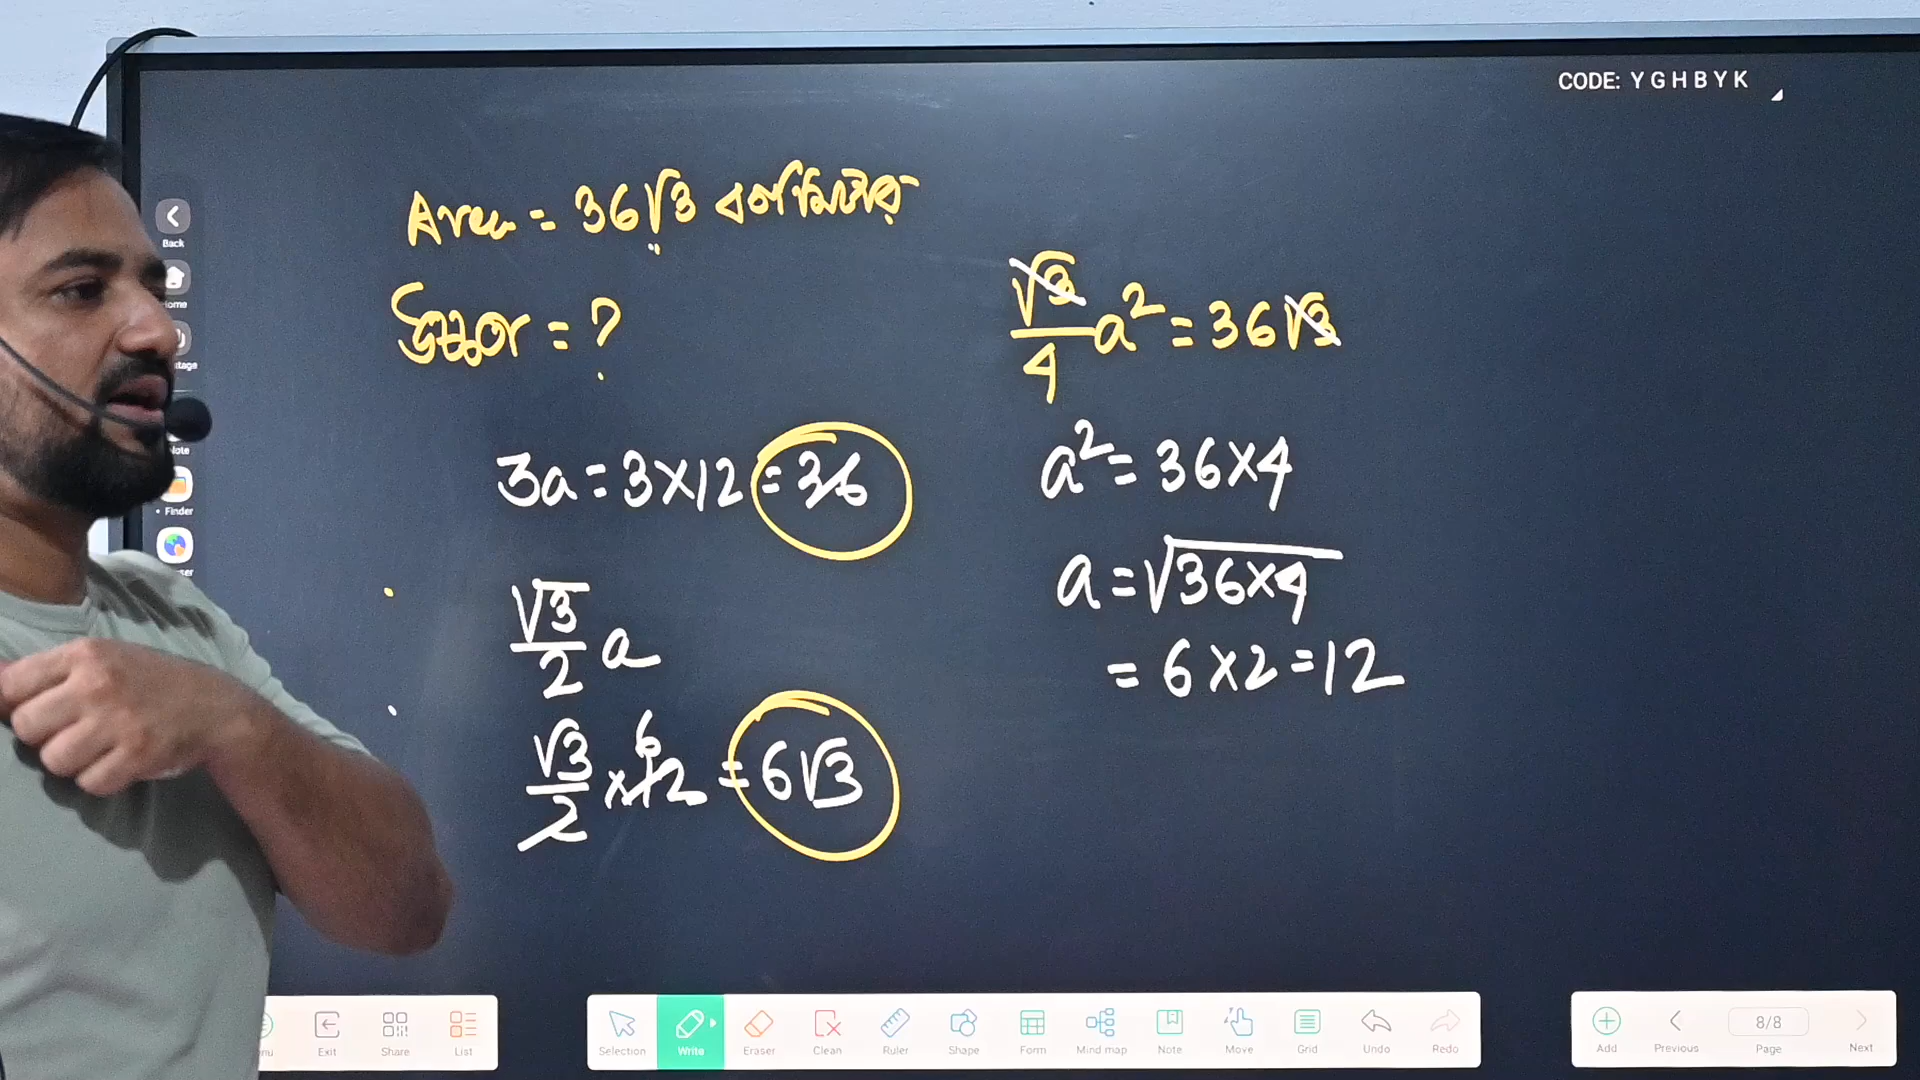 CODE: YGHBYK
Area = 36√3 বর্গমিটার
উচ্চতা = ?
3a = 3×12 = 36
√3/2 a
√3/2 × 12 6 = 6√3
√3/4 a² = 36√3
a² = 36×4
a = √36×4
= 6×2 = 12
Back
Finder
Exit
Share
List
Selection
Write
Eraser
Clean
Ruler
Shape
Form
Mind map
Note
Move
Grid
Undo
Redo
Add
Previous
8/8
Page
Next